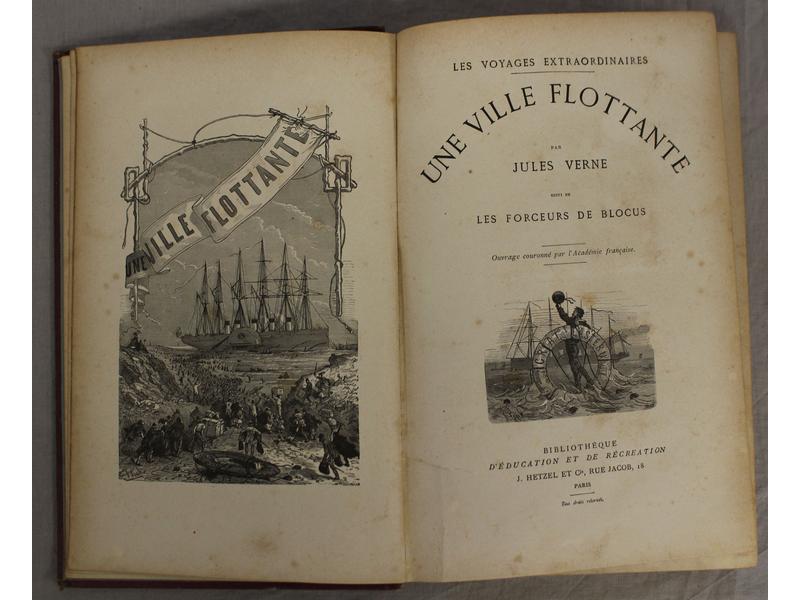 UNE VILLE FLOTTANTE
LES VOYAGES EXTRAORDINAIRES
UNE VILLE FLOTTANTE
PAR
JULES VERNE
SUIVI DE
LES FORCEURS DE BLOCUS
Ouvrage couronné par l'Académie française.
GREAT EASTERN
BIBLIOTHÈQUE
D'ÉDUCATION ET DE RÉCRÉATION
J. HETZEL ET Cie, RUE JACOB, 18
PARIS
Tous droits réservés.